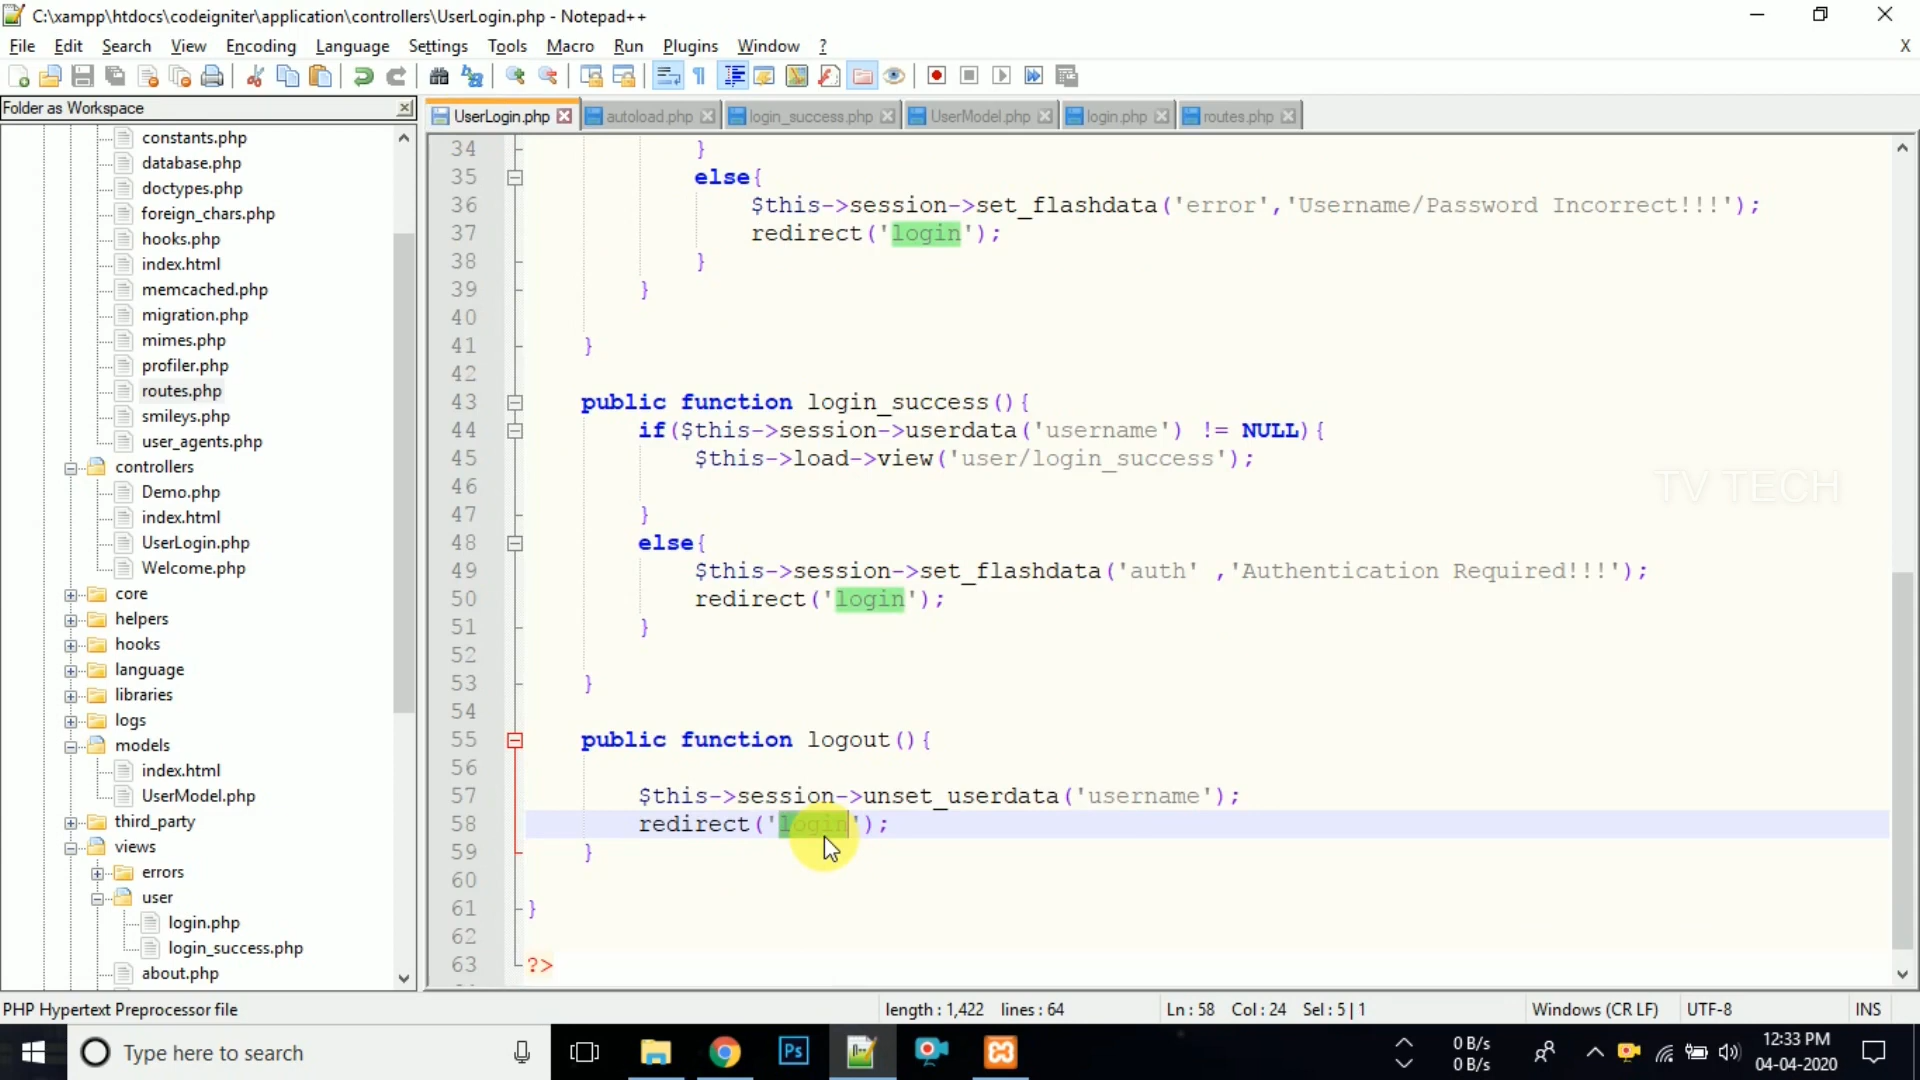 C:\xampp\htdocs\codeigniter\application\controllers\UserLogin.php - Notepad++
File Edit Search View Encoding Language Settings Tools Macro Run Plugins Window ?
X
Folder as Workspace
constants.php
database.php
doctypes.php
foreign_chars.php
hooks.php
index.html
memcached.php
migration.php
mimes.php
profiler.php
routes.php
smileys.php
user_agents.php
controllers
Demo.php
index.html
UserLogin.php
Welcome.php
core
helpers
hooks
language
libraries
logs
models
index.html
UserModel.php
third_party
views
errors
user
login.php
login_success.php
about.php
UserLogin.php autoload.php login_success.php UserModel.php login.php routes.php
34 }
35 else{
36 $this->session->set_flashdata('error','Username/Password Incorrect!!!');
37 redirect('login');
38 }
39 }
40
41 }
42
43 public function login_success(){
44 if($this->session->userdata('username') != NULL){
45 $this->load->view('user/login_success');
46
47 }
48 else{
49 $this->session->set_flashdata('auth' ,'Authentication Required!!!');
50 redirect('login');
51 }
52
53 }
54
55 public function logout(){
56
57 $this->session->unset_userdata('username');
58 redirect('login');
59 }
60
61 }
62
63 ?>
TV TECH
PHP Hypertext Preprocessor file length : 1,422 lines : 64 Ln : 58 Col : 24 Sel : 5 | 1 Windows (CR LF) UTF-8 INS
Type here to search
Ps
0 B/s
0 B/s
12:33 PM
04-04-2020